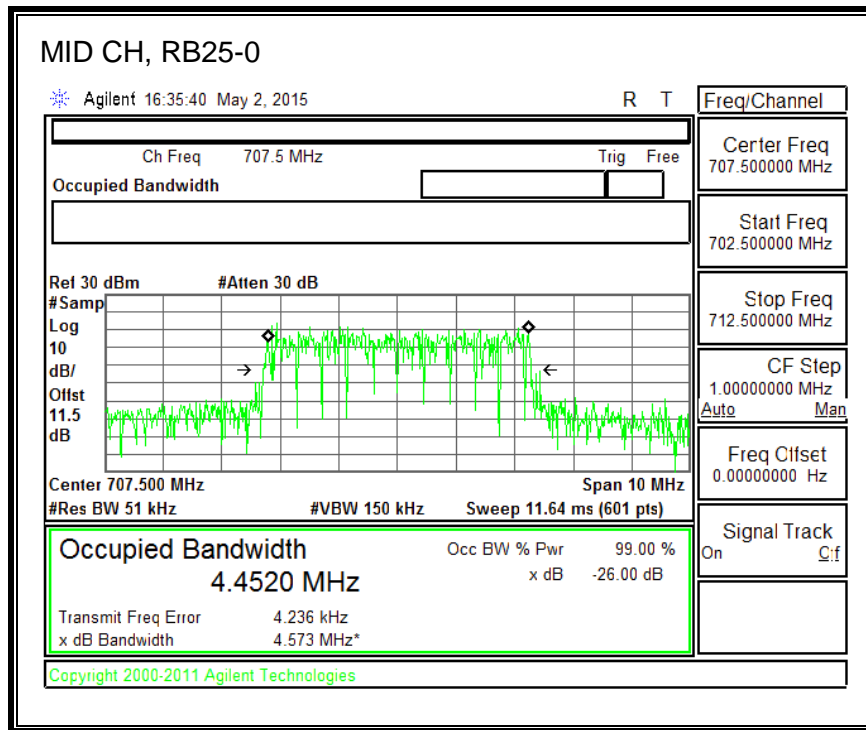 MID CH, RB25-0
Agilent 16:35:40 May 2, 2015 R T
Freq/Channel
Ch Freq 707.5 MHz Trig Free
Occupied Bandwidth
Center Freq
707.500000 MHz
Start Freq
702.500000 MHz
Stop Freq
712.500000 MHz
CF Step
1.00000000 MHz
Auto Man
Freq Offset
0.00000000 Hz
Signal Track
On Off
Ref 30 dBm #Atten 30 dB
#Samp
Log
10
dB/
Offst
11.5
dB
Center 707.500 MHz Span 10 MHz
#Res BW 51 kHz #VBW 150 kHz Sweep 11.64 ms (601 pts)
Occupied Bandwidth
4.4520 MHz
Occ BW % Pwr 99.00 %
x dB -26.00 dB
Transmit Freq Error 4.236 kHz
x dB Bandwidth 4.573 MHz*
Copyright 2000-2011 Agilent Technologies